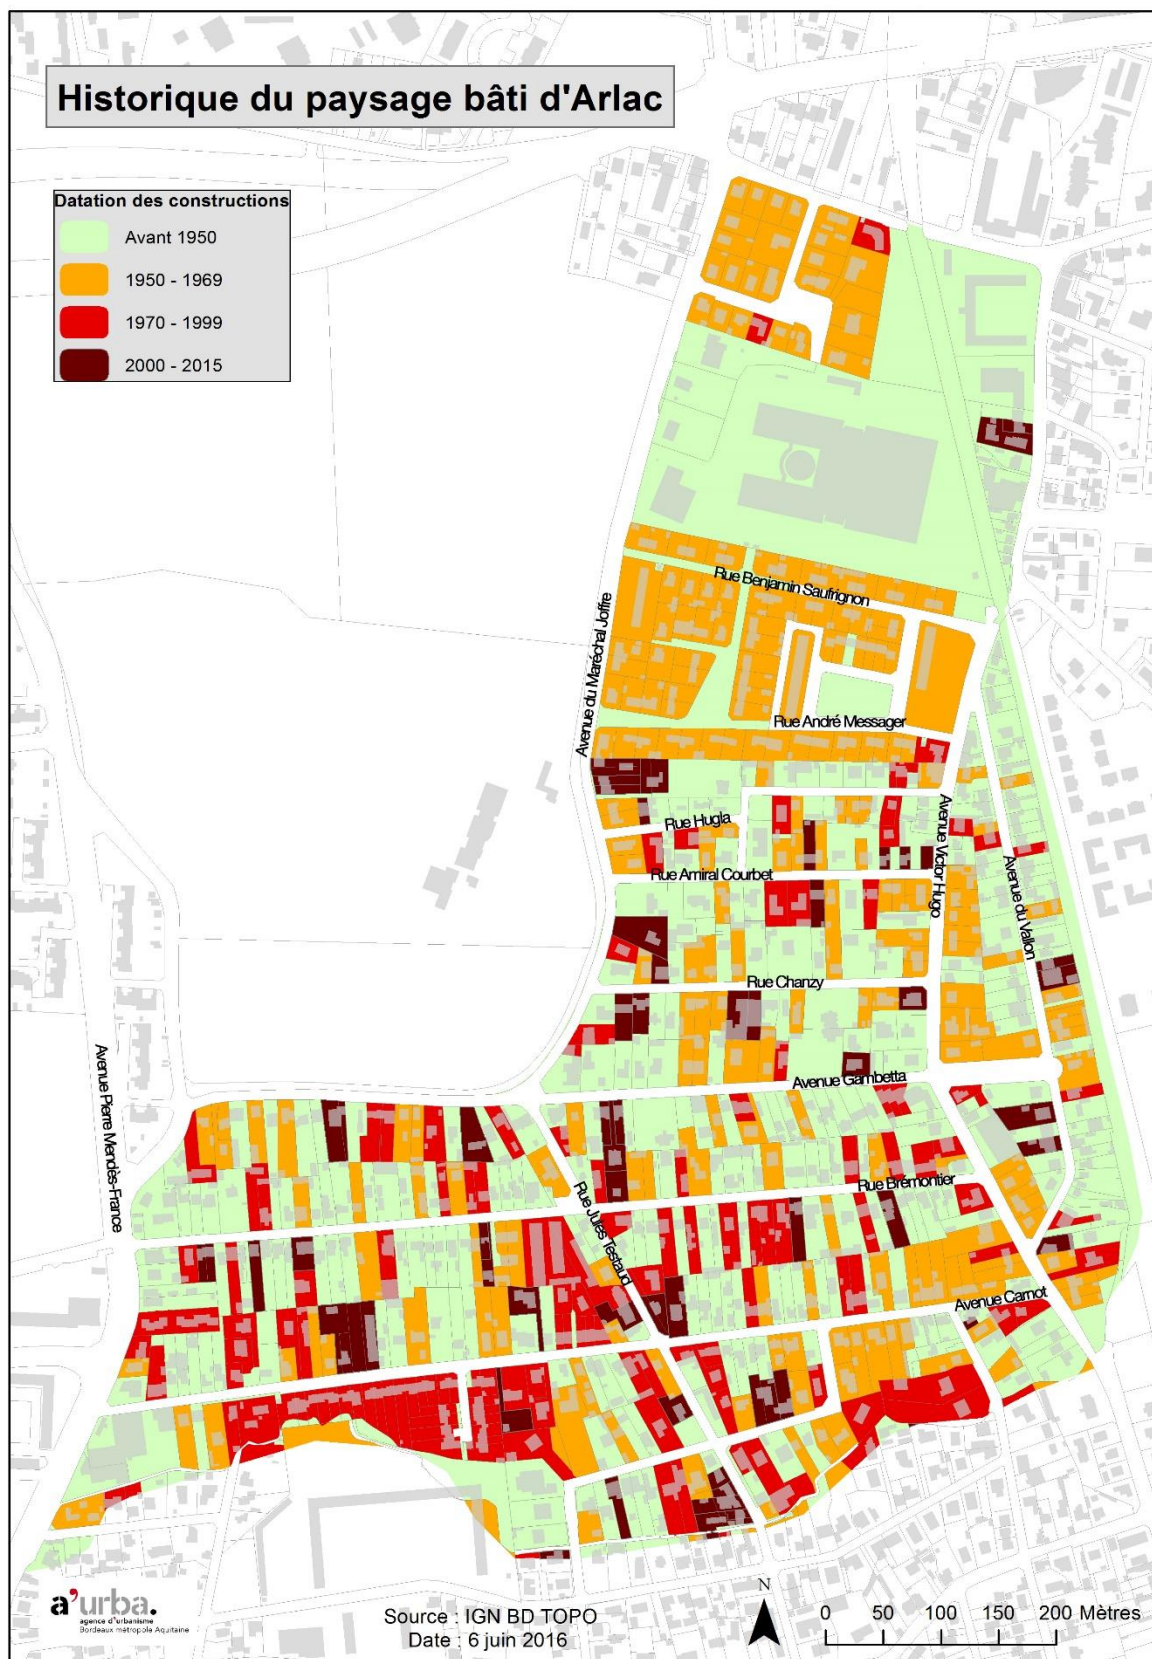 Historique du paysage bâti d'Arlac
Datation des constructions
Avant 1950
1950 - 1969
1970 - 1999
2000 - 2015
Rue Benjamin Saufrignon
Avenue du Maréchal Joffre
Rue André Messager
Rue Hugla
Avenue Victor Hugo
Rue Amiral Courbet
Avenue du Vallon
Rue Chanzy
Avenue Pierre Mendès-France
Avenue Gambetta
Rue Jules Testaud
Rue Brémontier
Avenue Carnot
a'urba.
agence d'urbanisme
Bordeaux métropole Aquitaine
Source : IGN BD TOPO
Date : 6 juin 2016
N
0 50 100 150 200 Mètres